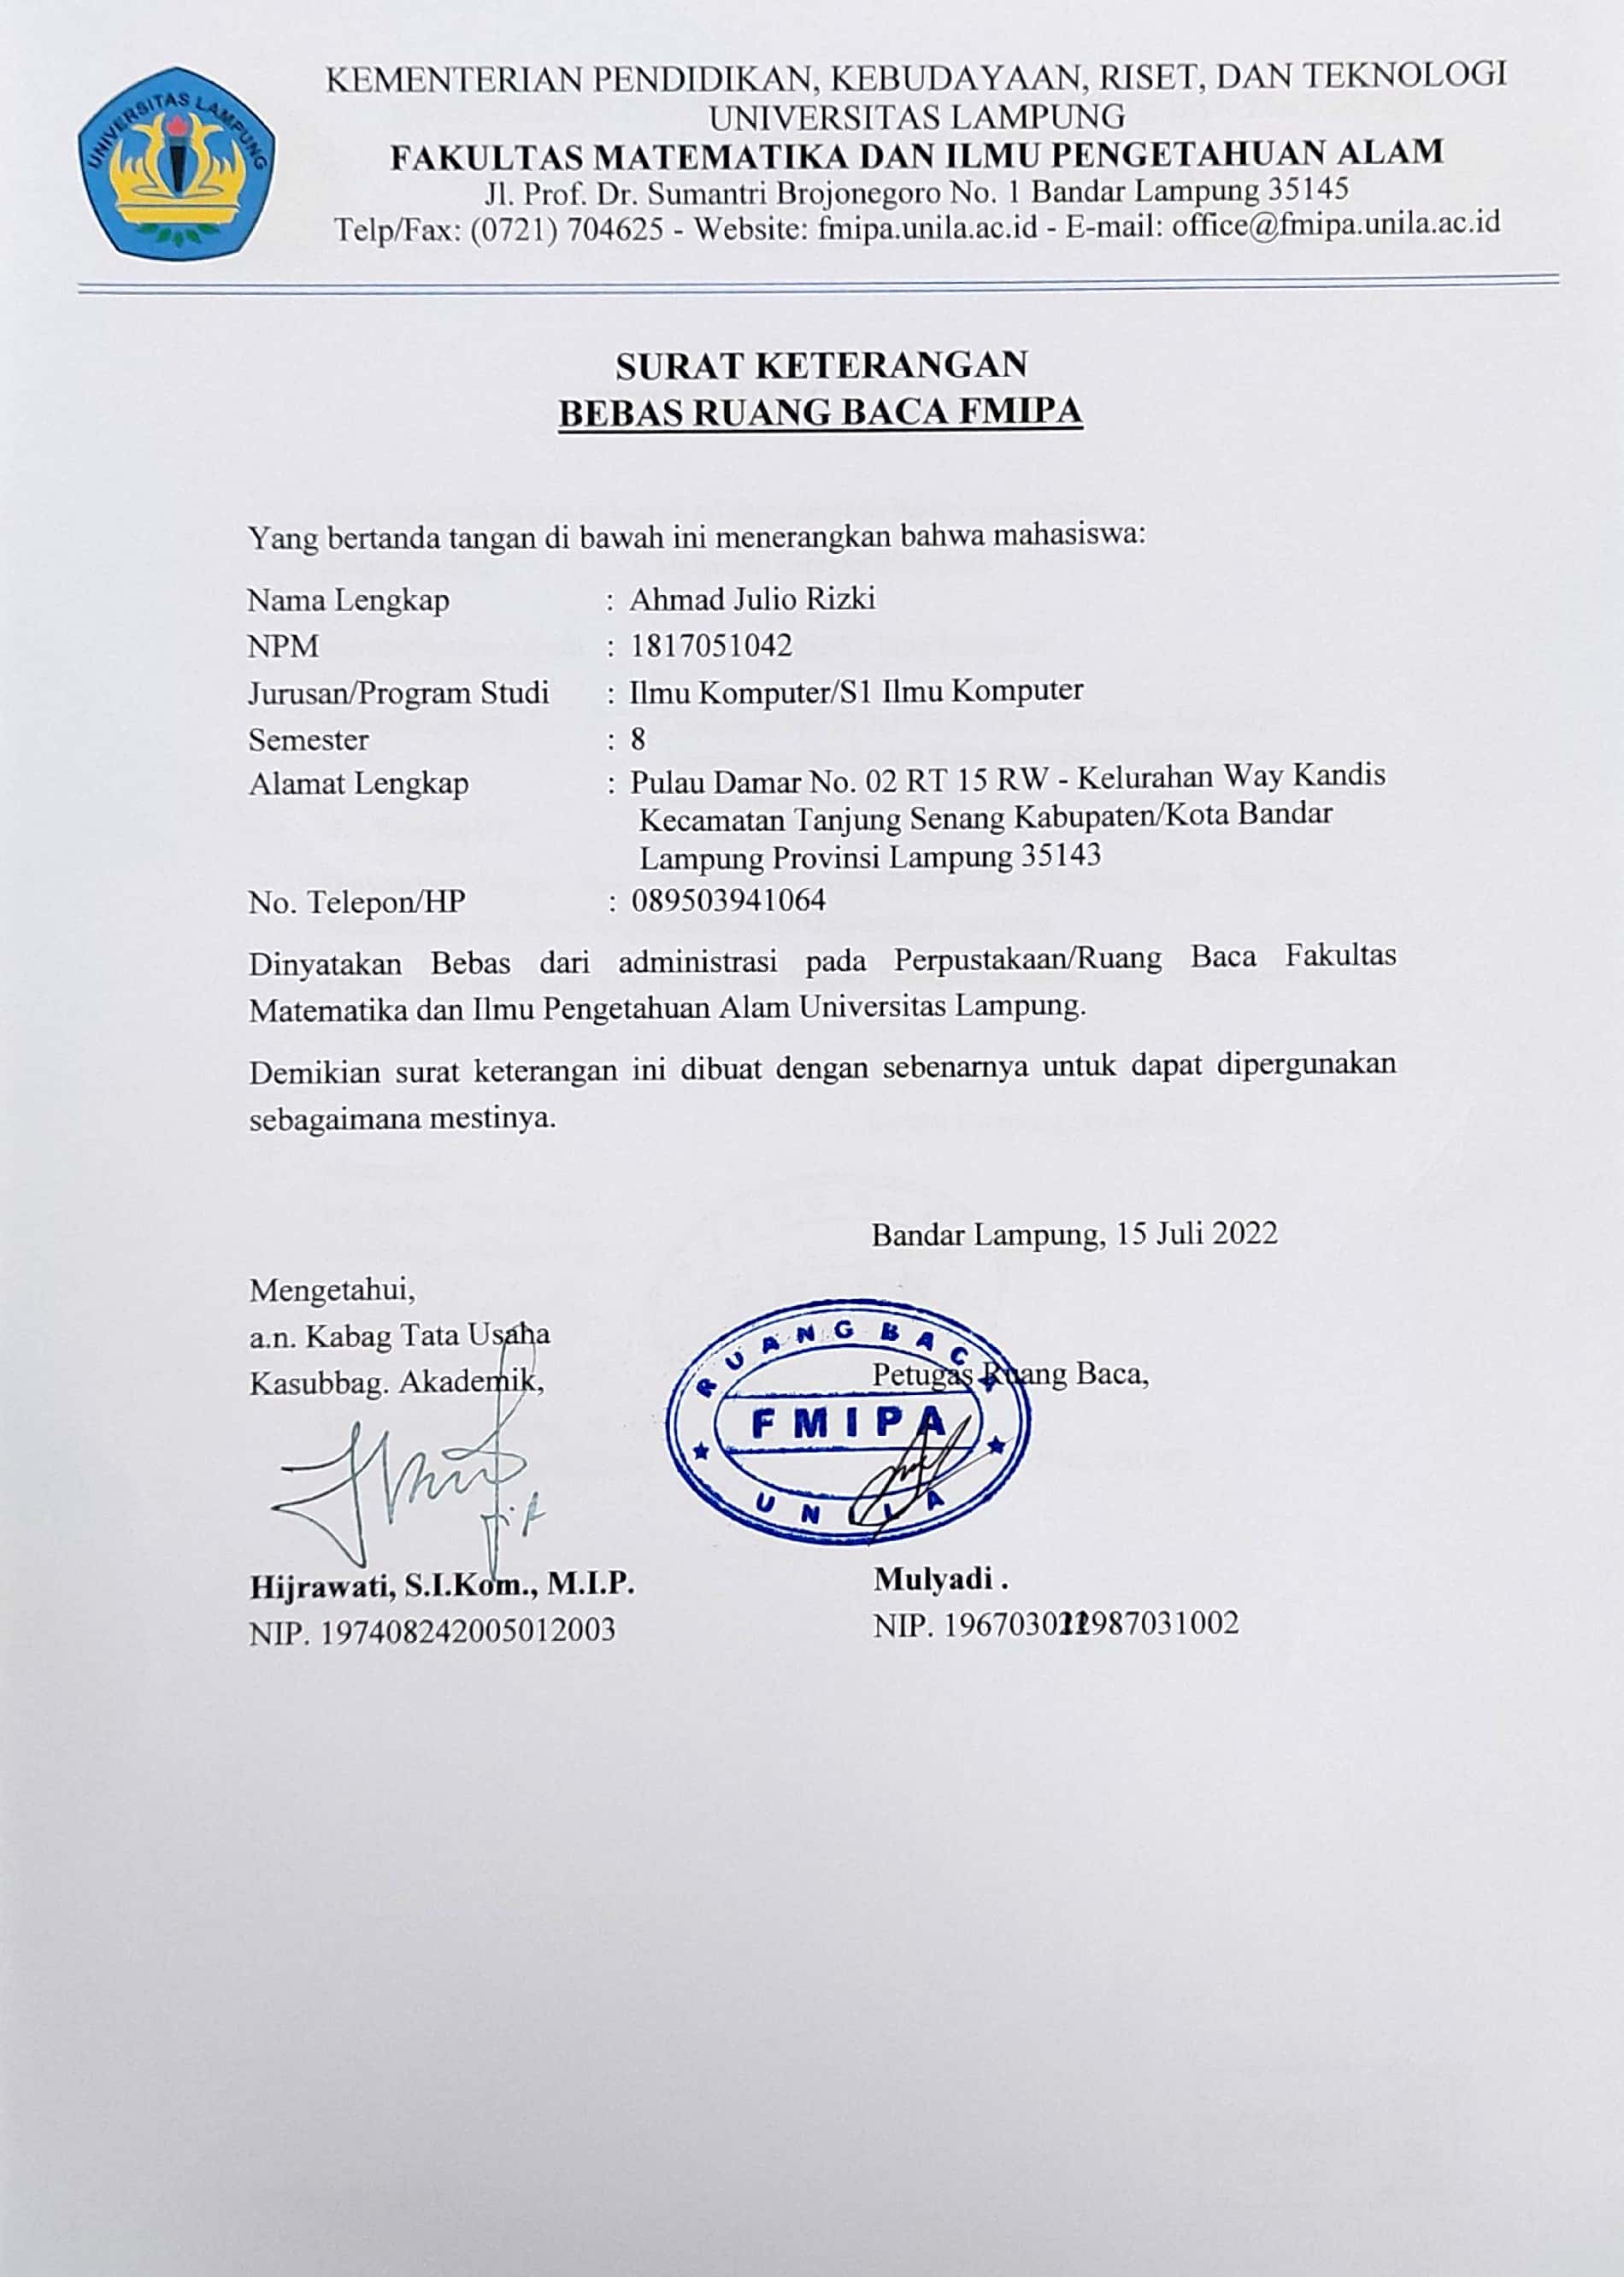 UNIVERSITAS LAMPUNG
KEMENTERIAN PENDIDIKAN, KEBUDAYAAN, RISET, DAN TEKNOLOGI
UNIVERSITAS LAMPUNG
FAKULTAS MATEMATIKA DAN ILMU PENGETAHUAN ALAM
Jl. Prof. Dr. Sumantri Brojonegoro No. 1 Bandar Lampung 35145
Telp/Fax: (0721) 704625 - Website: fmipa.unila.ac.id - E-mail: office@fmipa.unila.ac.id
SURAT KETERANGAN
BEBAS RUANG BACA FMIPA
Yang bertanda tangan di bawah ini menerangkan bahwa mahasiswa:
Nama Lengkap : Ahmad Julio Rizki
NPM : 1817051042
Jurusan/Program Studi : Ilmu Komputer/S1 Ilmu Komputer
Semester : 8
Alamat Lengkap : Pulau Damar No. 02 RT 15 RW - Kelurahan Way Kandis
Kecamatan Tanjung Senang Kabupaten/Kota Bandar
Lampung Provinsi Lampung 35143
No. Telepon/HP : 089503941064
Dinyatakan Bebas dari administrasi pada Perpustakaan/Ruang Baca Fakultas
Matematika dan Ilmu Pengetahuan Alam Universitas Lampung.
Demikian surat keterangan ini dibuat dengan sebenarnya untuk dapat dipergunakan
sebagaimana mestinya.
Bandar Lampung, 15 Juli 2022
Mengetahui,
a.n. Kabag Tata Usaha
Kasubbag. Akademik,
Petugas Ruang Baca,
RUANG BACA
FMIPA
UNILA
Hijrawati, S.I.Kom., M.I.P.
NIP. 197408242005012003
Mulyadi .
NIP.